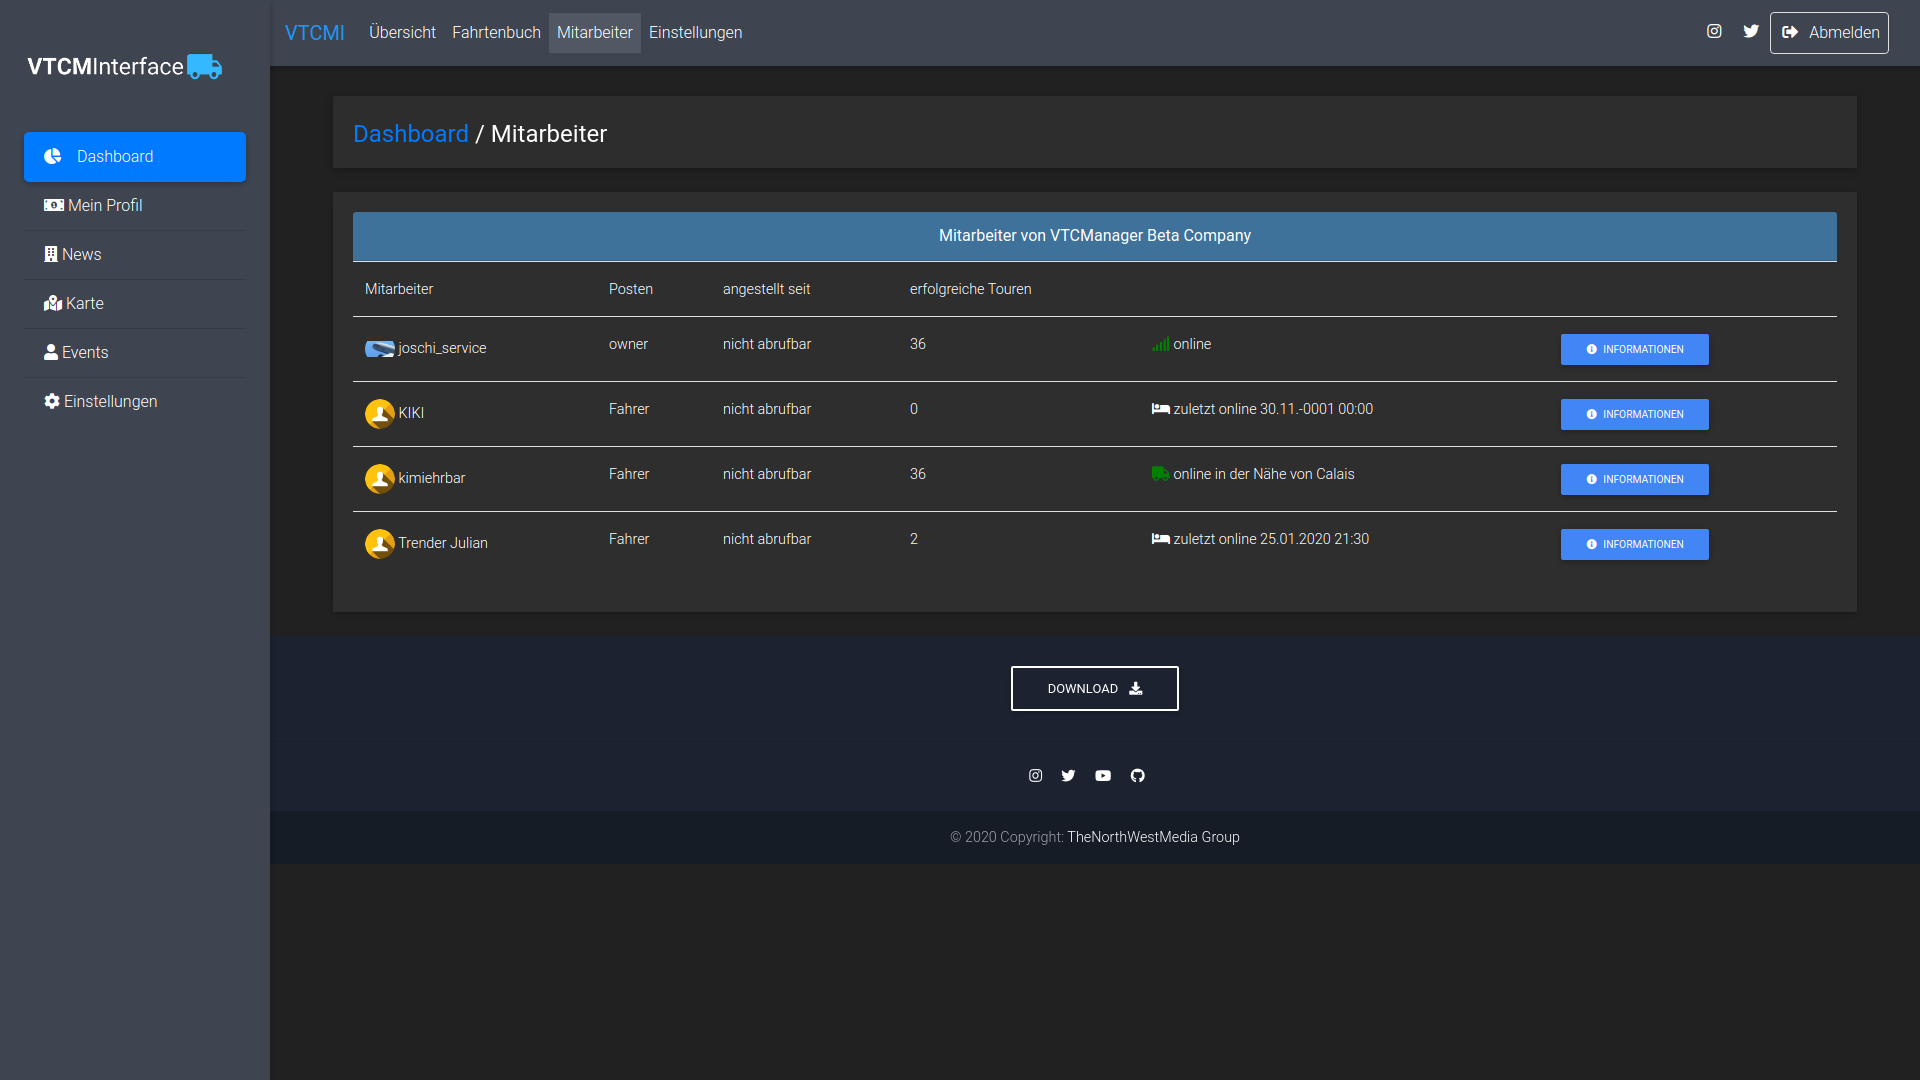 VTCMInterface
VTCMI Übersicht Fahrtenbuch Mitarbeiter Einstellungen Abmelden
Dashboard
Mein Profil
News
Karte
Events
Einstellungen
Dashboard / Mitarbeiter
Mitarbeiter von VTCManager Beta Company
Mitarbeiter Posten angestellt seit erfolgreiche Touren
joschi_service owner nicht abrufbar 36 online INFORMATIONEN
KIKI Fahrer nicht abrufbar 0 zuletzt online 30.11.-0001 00:00 INFORMATIONEN
kimiehrbar Fahrer nicht abrufbar 36 online in der Nähe von Calais INFORMATIONEN
Trender Julian Fahrer nicht abrufbar 2 zuletzt online 25.01.2020 21:30 INFORMATIONEN
DOWNLOAD
© 2020 Copyright: TheNorthWestMedia Group